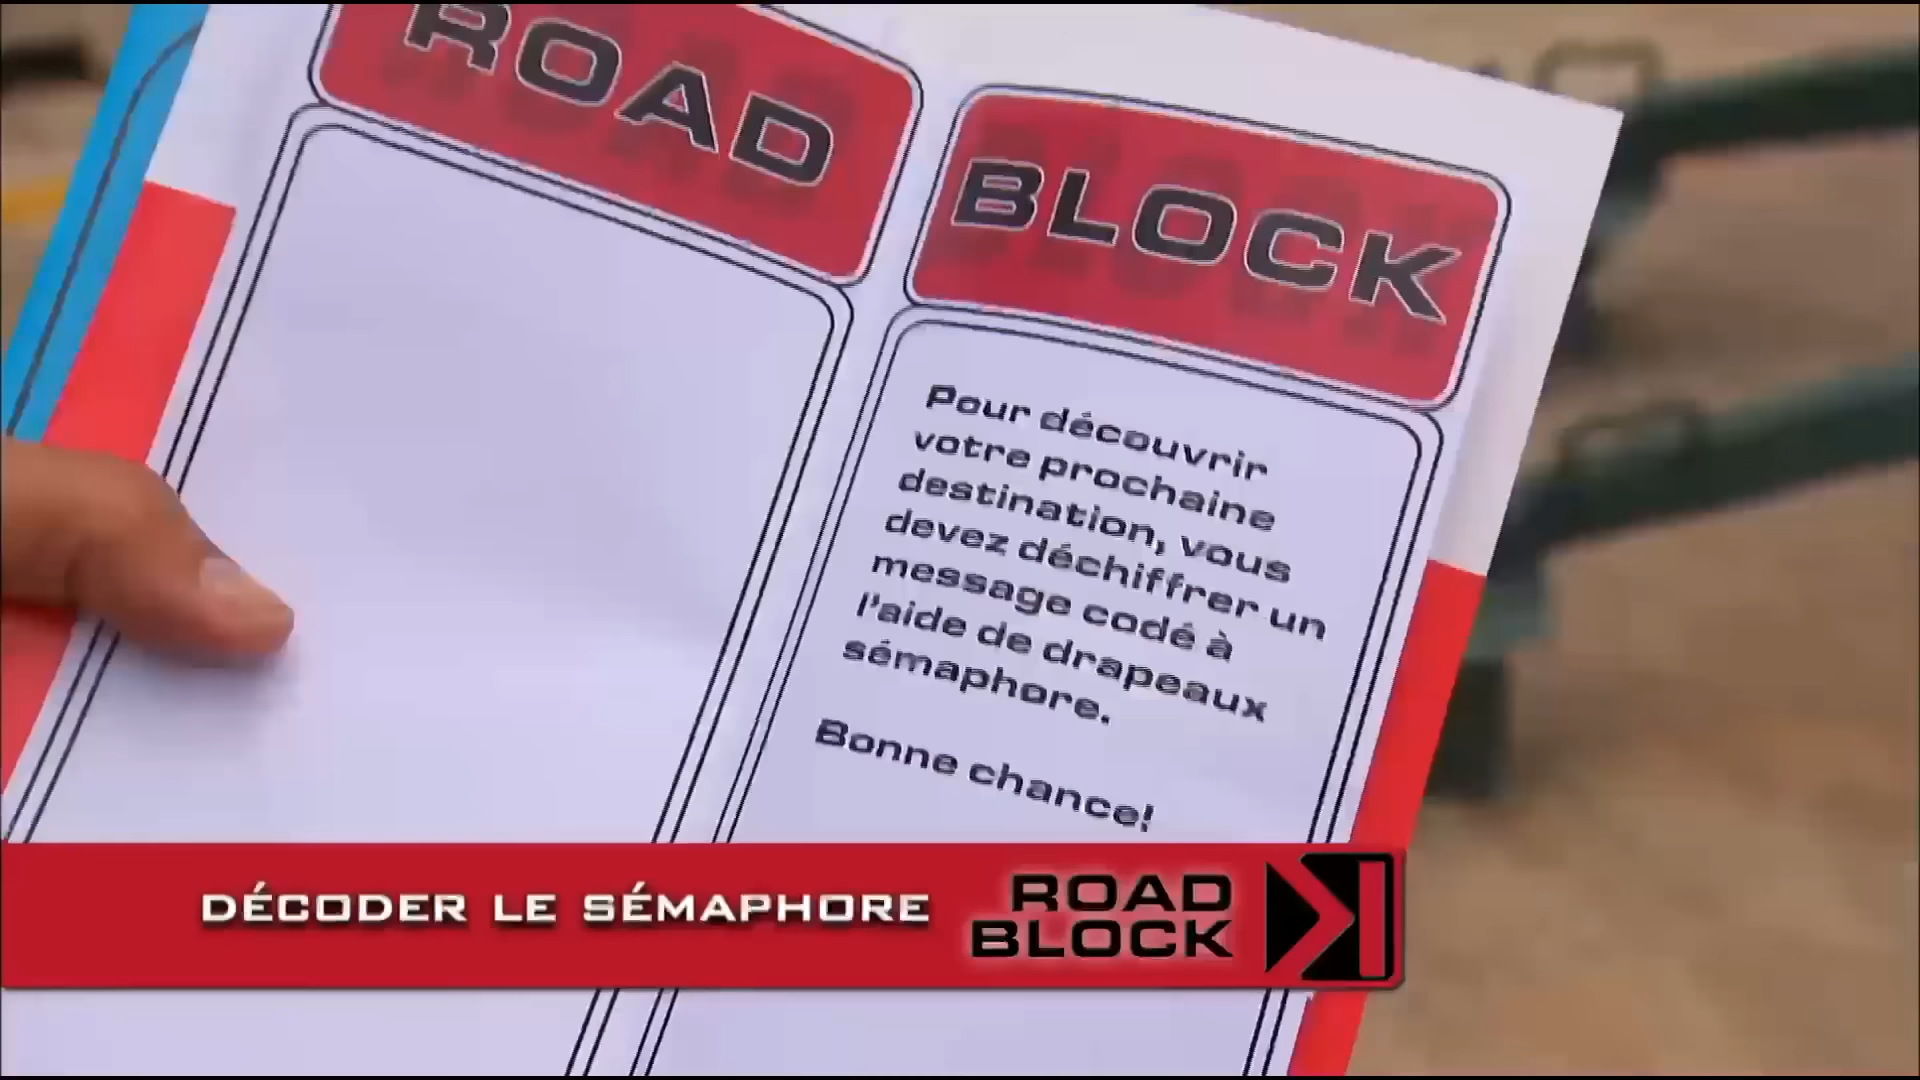 ROAD
BLOCK
Pour découvrir
votre prochaine
destination, vous
devez déchiffrer un
message codé à
l'aide de drapeaux
sémaphore.
Bonne chance!
DÉCODER LE SÉMAPHORE
ROAD
BLOCK